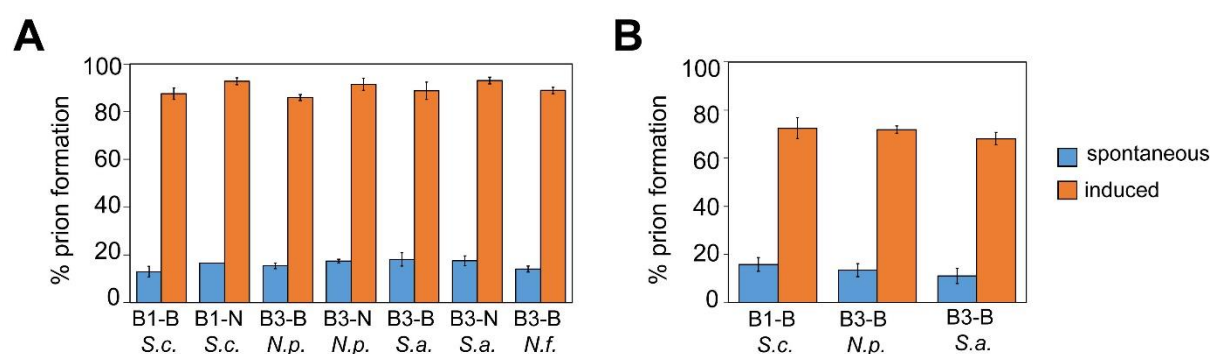 A
% prion formation
100
80
60
40
20
0
B1-B B1-N B3-B B3-N B3-B B3-N B3-B
S.c. S.c. N.p. N.p. S.a. S.a. N.f.
B
% prion formation
100
80
60
40
20
0
B1-B B3-B B3-B
S.c. N.p. S.a.
spontaneous
induced